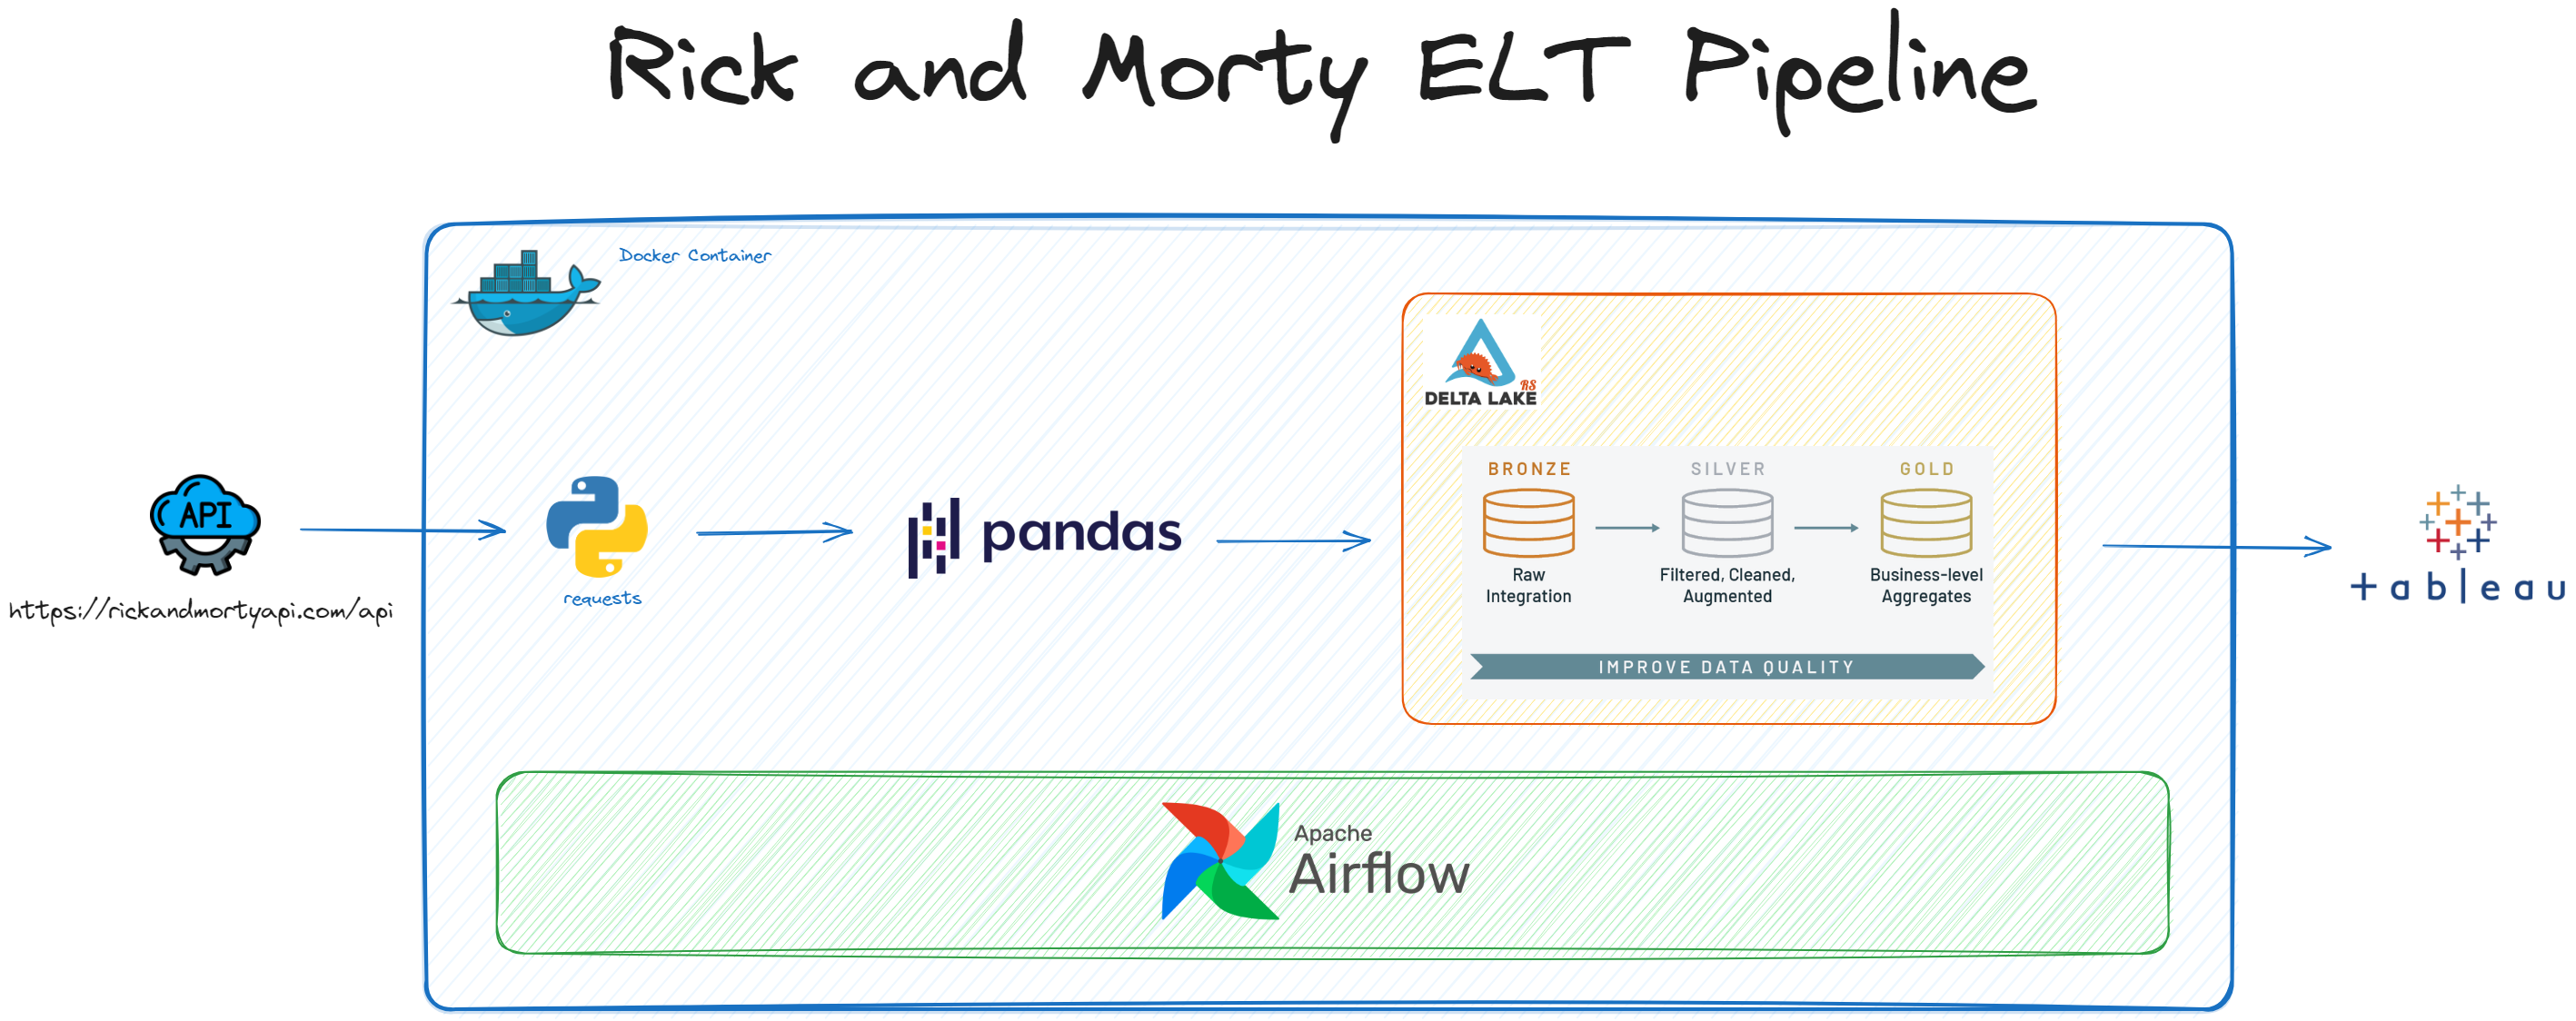 Rick and Morty ELT Pipeline
Docker Container
RS
DELTA LAKE
API
https://rickandmortyapi.com/api
requests
pandas
BRONZE
SILVER
GOLD
Raw
Integration
Filtered, Cleaned,
Augmented
Business-level
Aggregates
IMPROVE DATA QUALITY
+ableau
Apache
Airflow